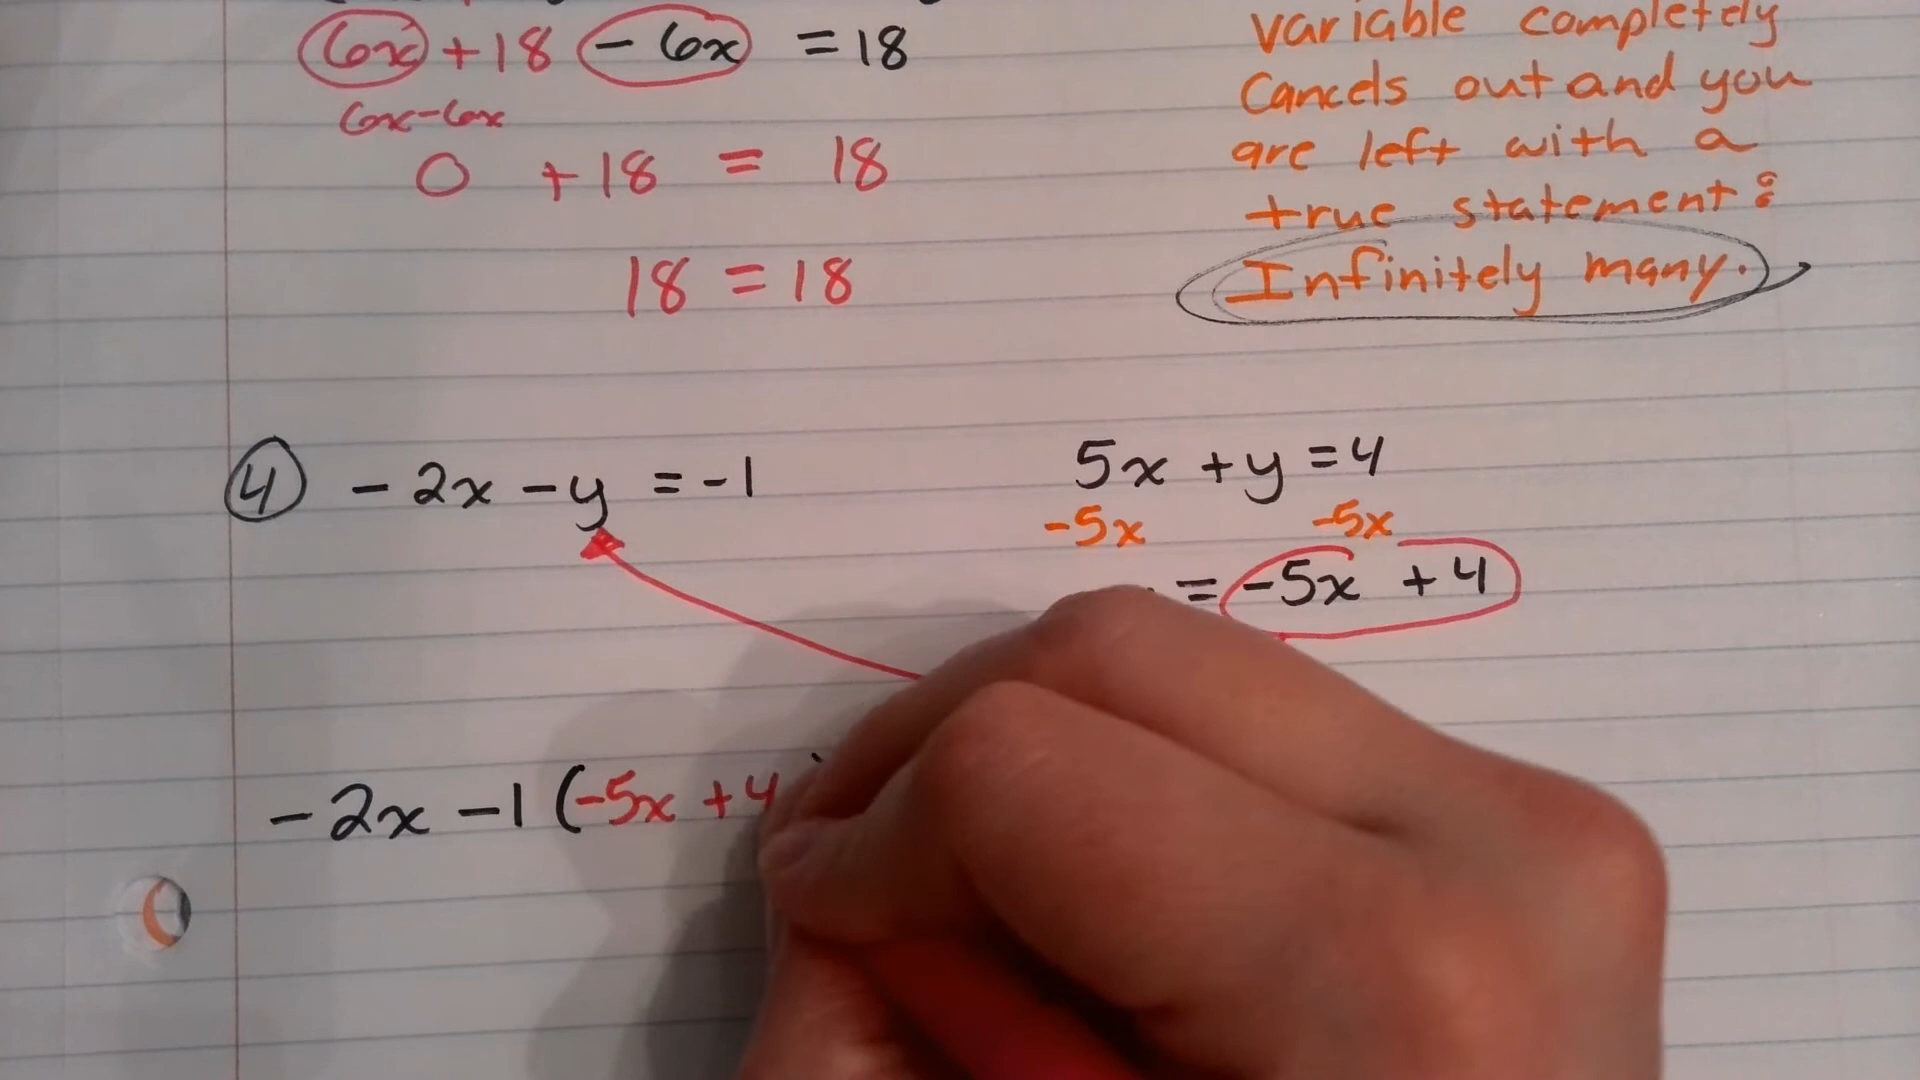 6x + 18 - 6x = 18
6x-6x
0 + 18 = 18
18 = 18
variable completely
cancels out and you
are left with a
true statement:
Infinitely many.
4 -2x - y = -1
5x + y = 4
-5x -5x
= -5x + 4
-2x - 1 (-5x + 4